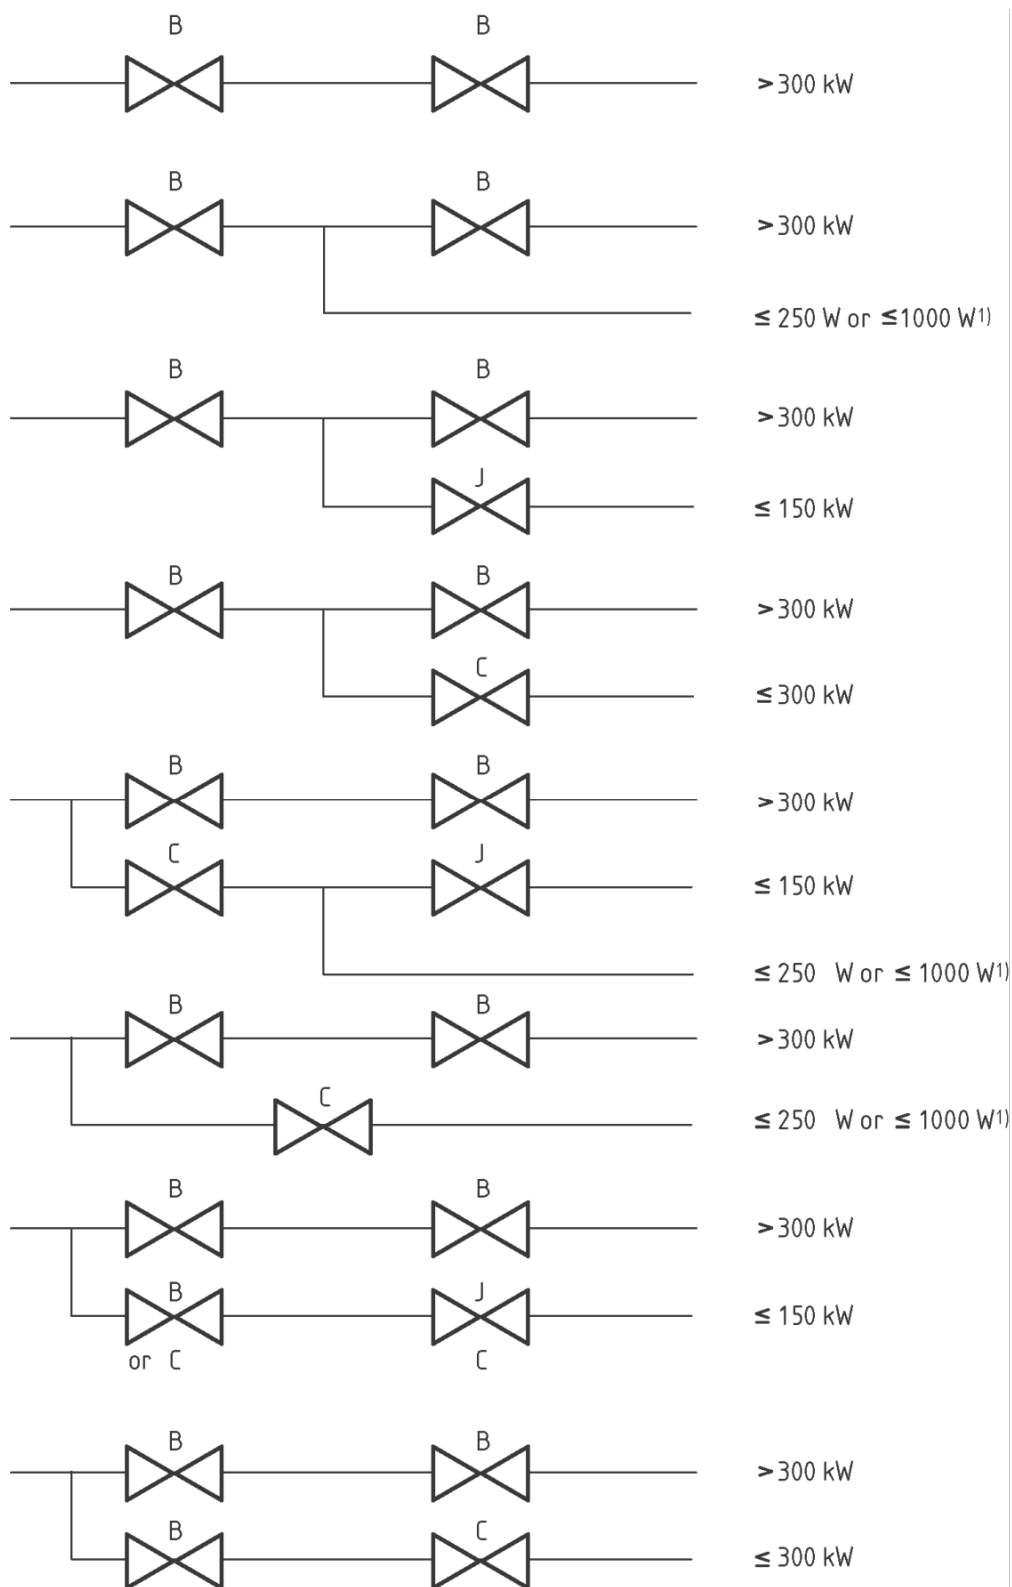 B B
> 300 kW
B B
> 300 kW
≤ 250 W or ≤ 1000 W1)
B B
> 300 kW
J
≤ 150 kW
B B
> 300 kW
C
≤ 300 kW
B B
> 300 kW
C J
≤ 150 kW
≤ 250 W or ≤ 1000 W1)
B B
> 300 kW
C
≤ 250 W or ≤ 1000 W1)
B B
> 300 kW
B J
≤ 150 kW
or C C
B B
> 300 kW
B C
≤ 300 kW